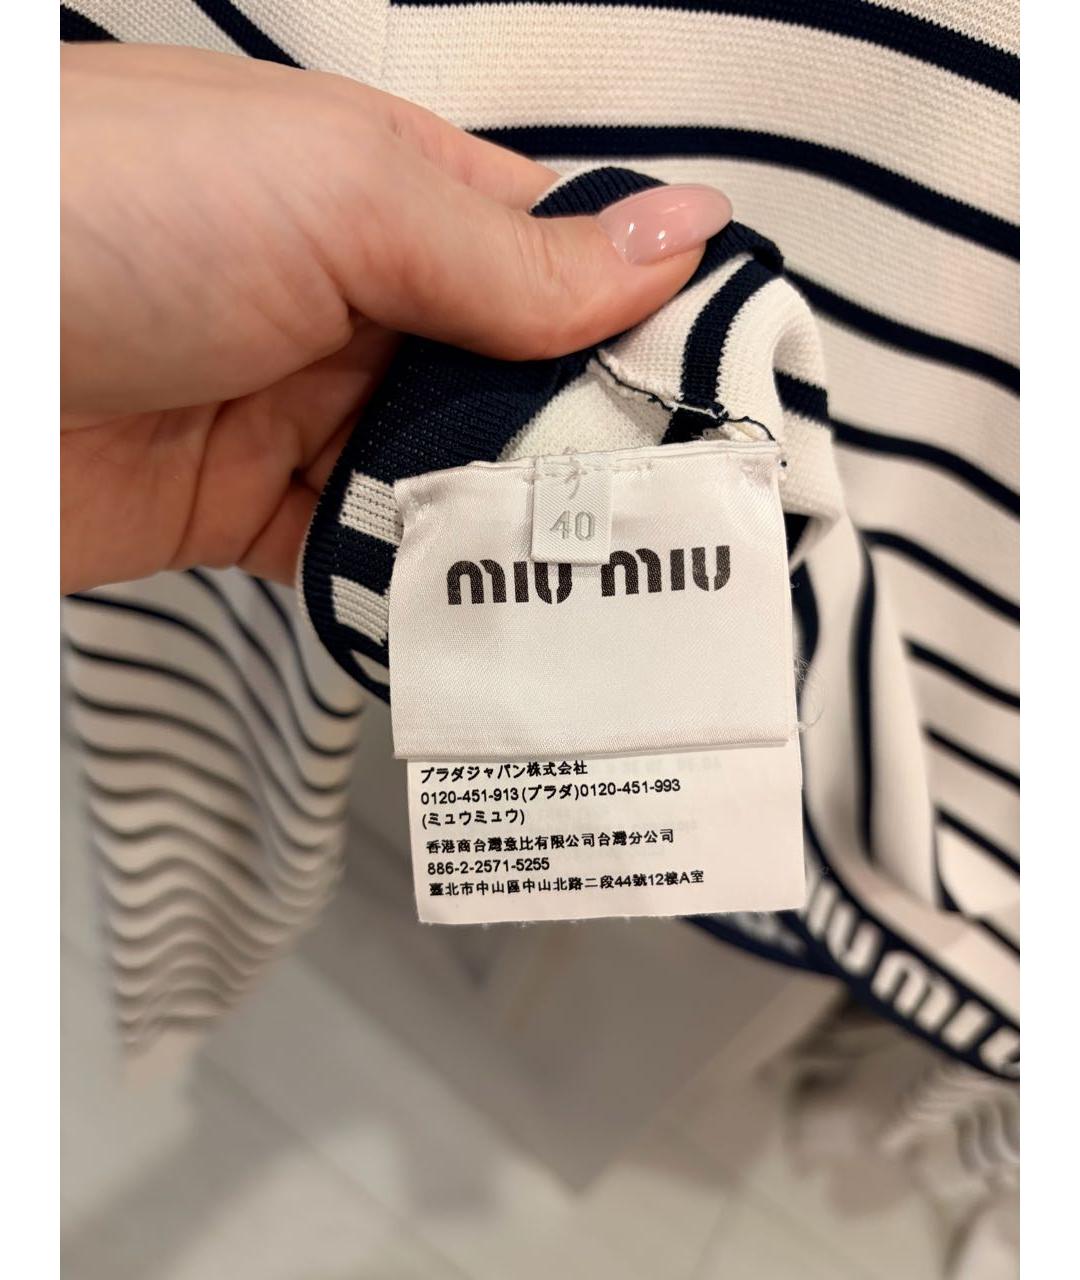 40
miu miu
プラダジャパン株式会社
0120-451-913(プラダ)0120-451-993
(ミュウミュウ)
香港商台灣意比有限公司台灣分公司
886-2-2571-5255
臺北市中山區中山北路二段44號12樓A室
miu miu